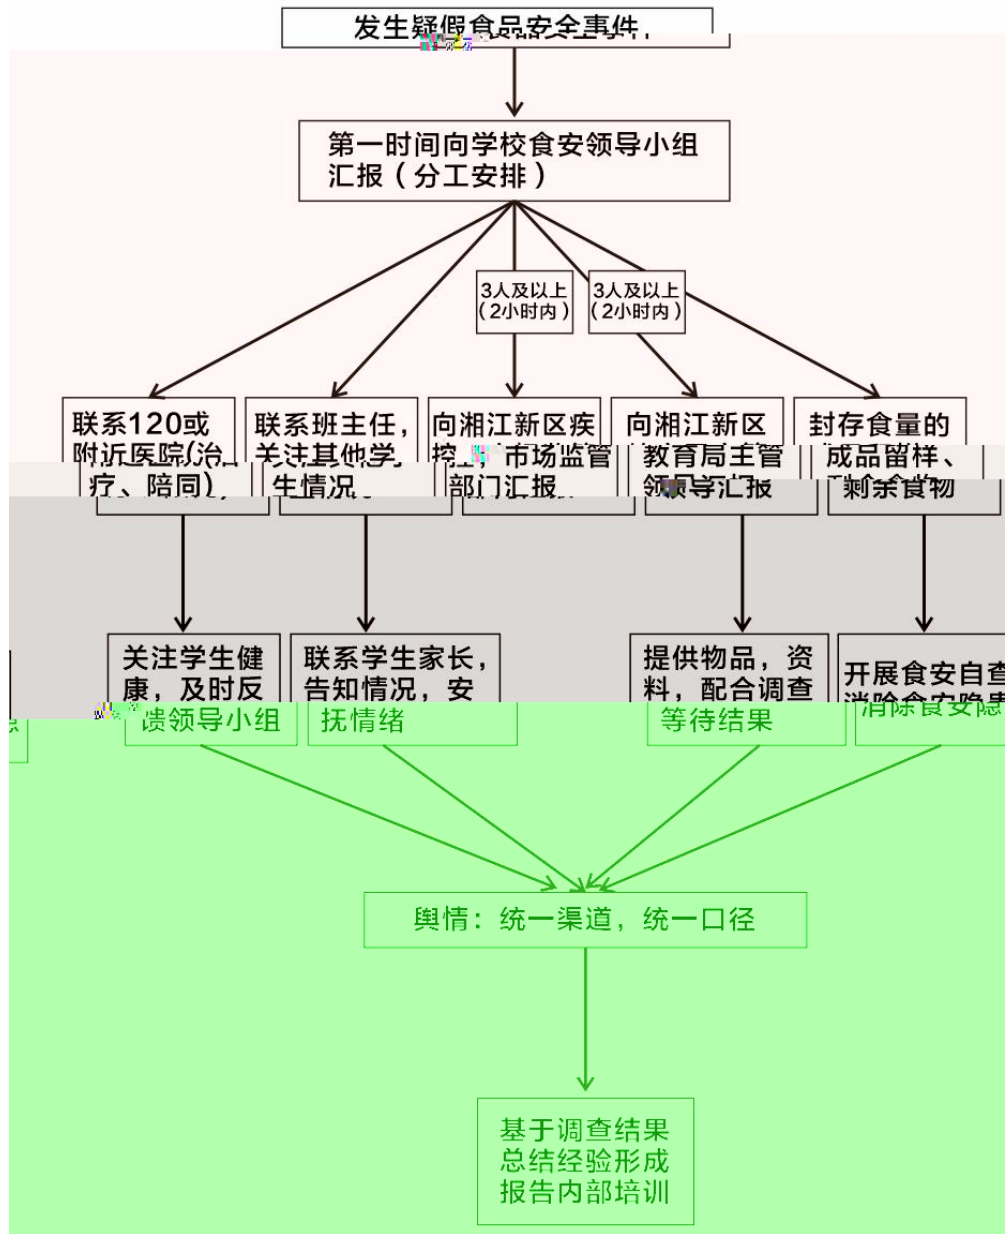 发生疑假食品安全事件
第一时间向学校食安领导小组
汇报（分工安排）
3人及以上
（2小时内）
3人及以上
（2小时内）
联系120或
附近医院(治
疗、陪同)
联系班主任，
关注其他学
生情况
向湘江新区疾
控，市场监管
部门汇报
向湘江新区
教育局主管
领导汇报
封存食量的
成品留样、
剩余食物
关注学生健
康，及时反
馈领导小组
联系学生家长，
告知情况，安
抚情绪
提供物品，资
料，配合调查
等待结果
开展食安自查
消除食安隐患
舆情：统一渠道，统一口径
基于调查结果
总结经验形成
报告内部培训